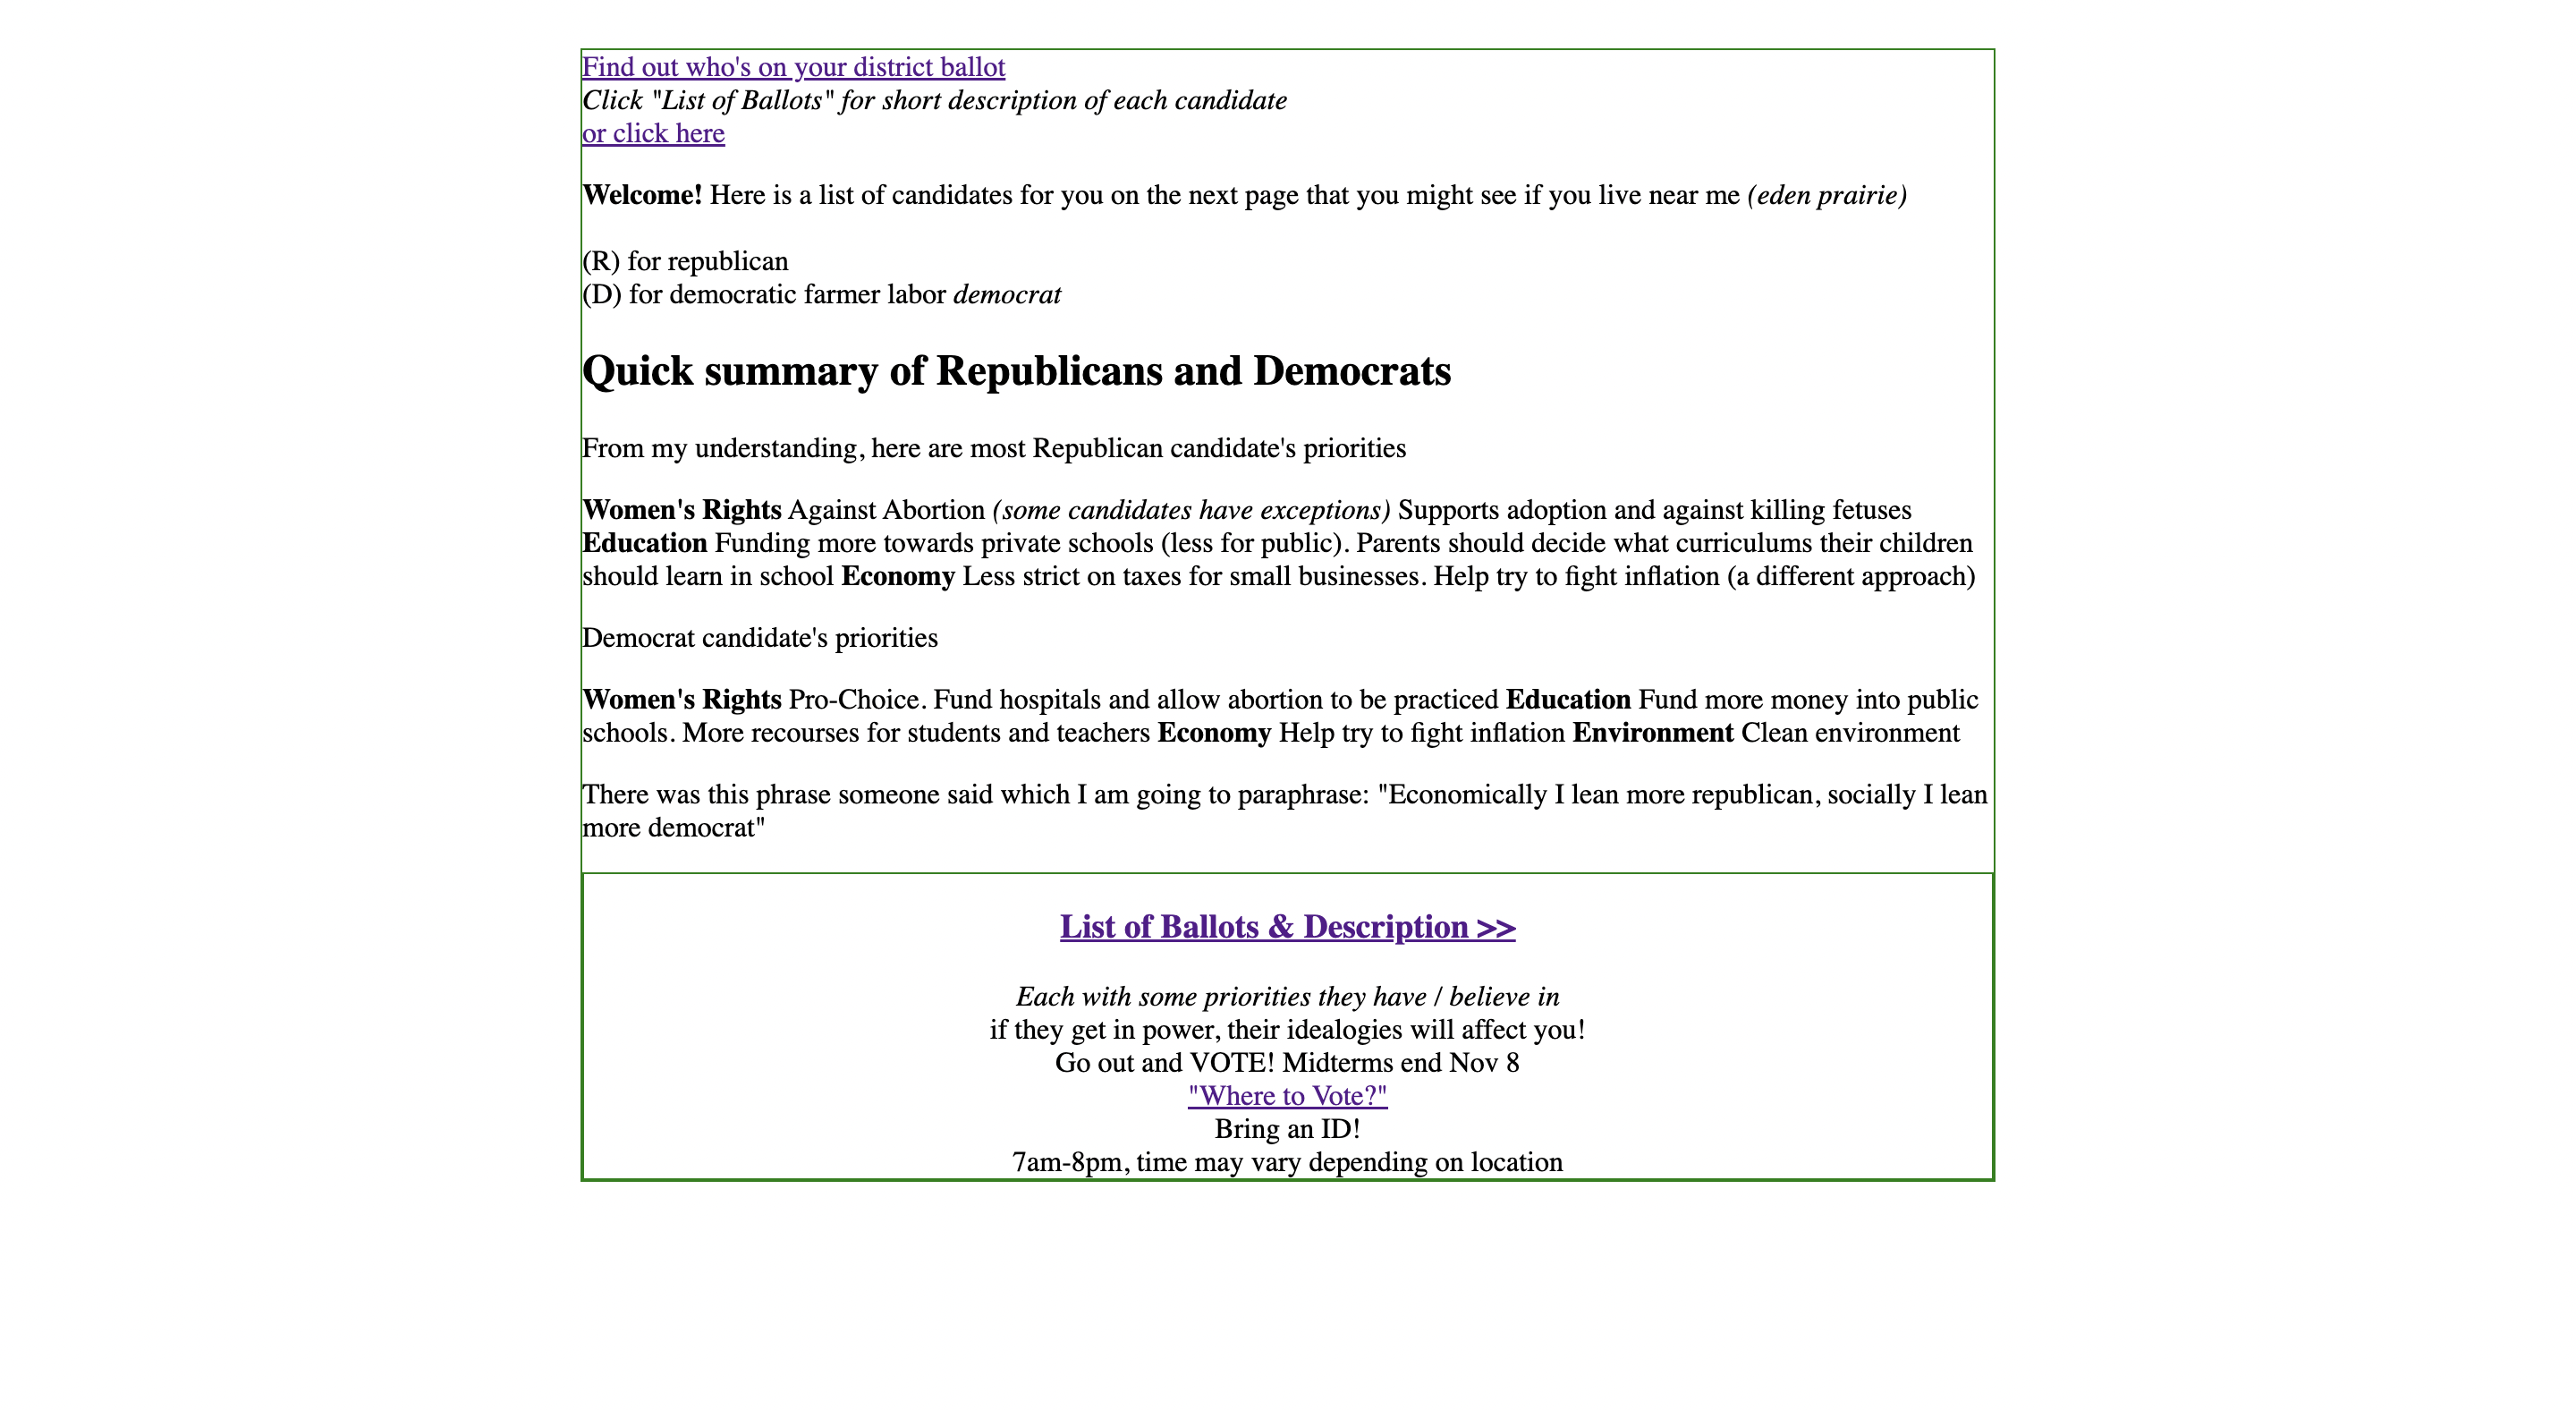 Find out who's on your district ballot
Click "List of Ballots" for short description of each candidate
or click here
Welcome! Here is a list of candidates for you on the next page that you might see if you live near me (eden prairie)
(R) for republican
(D) for democratic farmer labor democrat
Quick summary of Republicans and Democrats
From my understanding, here are most Republican candidate's priorities
Women's Rights Against Abortion (some candidates have exceptions) Supports adoption and against killing fetuses
Education Funding more towards private schools (less for public). Parents should decide what curriculums their children
should learn in school Economy Less strict on taxes for small businesses. Help try to fight inflation (a different approach)
Democrat candidate's priorities
Women's Rights Pro-Choice. Fund hospitals and allow abortion to be practiced Education Fund more money into public
schools. More recourses for students and teachers Economy Help try to fight inflation Environment Clean environment
There was this phrase someone said which I am going to paraphrase: "Economically I lean more republican, socially I lean
more democrat"
List of Ballots & Description >>
Each with some priorities they have / believe in
if they get in power, their idealogies will affect you!
Go out and VOTE! Midterms end Nov 8
"Where to Vote?"
Bring an ID!
7am-8pm, time may vary depending on location